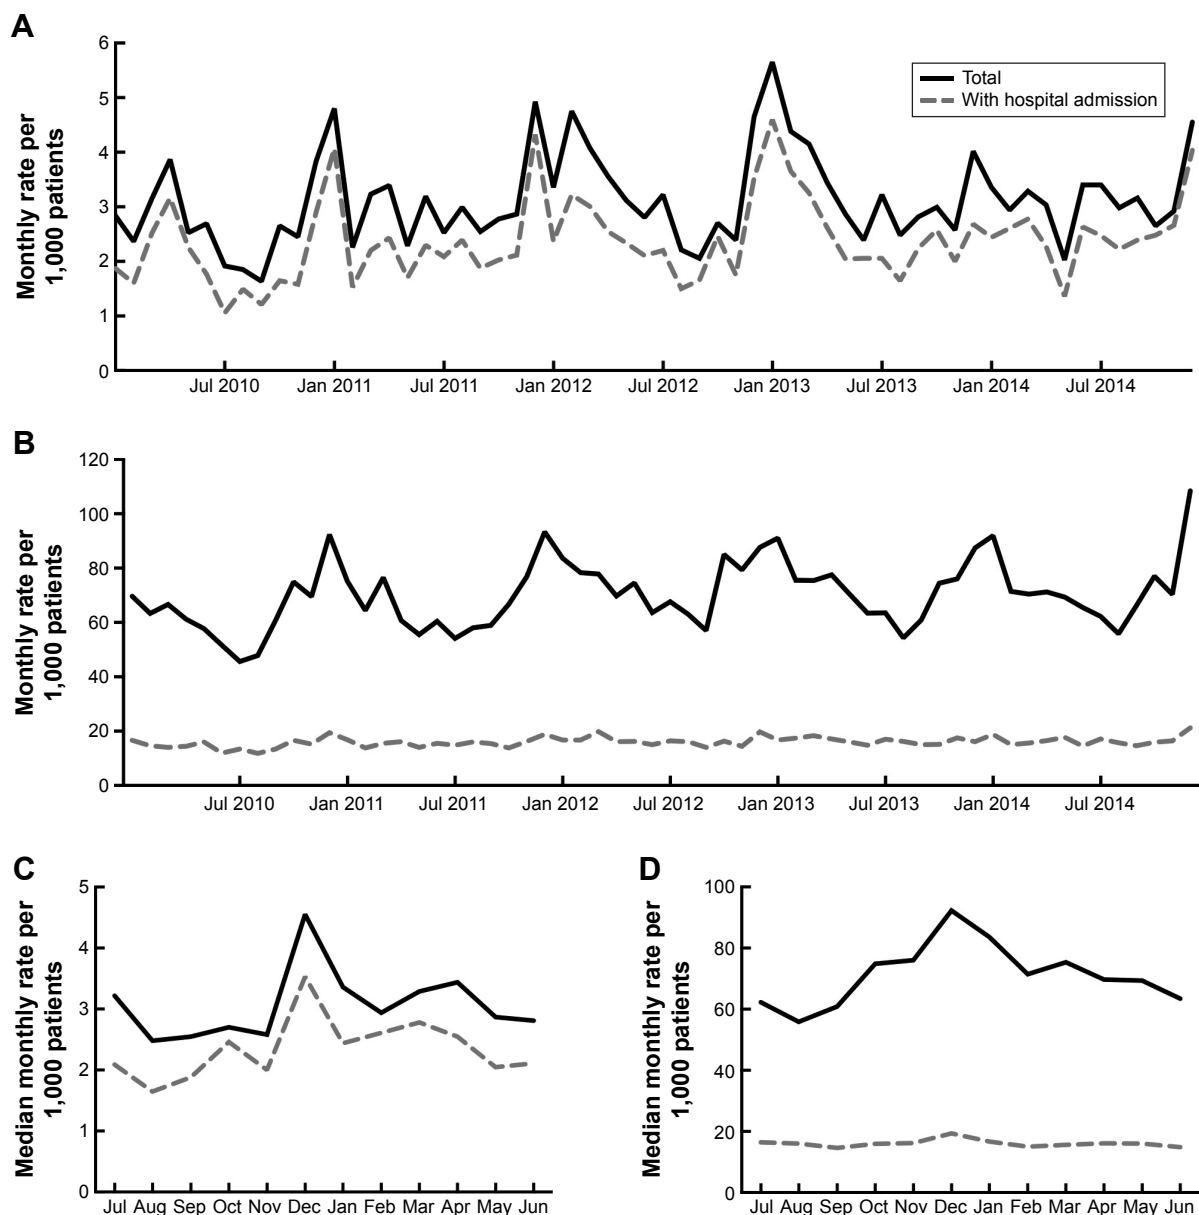 A
Monthly rate per
1,000 patients
6
5
4
3
2
1
0
Total
With hospital admission
Jul 2010 Jan 2011 Jul 2011 Jan 2012 Jul 2012 Jan 2013 Jul 2013 Jan 2014 Jul 2014
B
Monthly rate per
1,000 patients
120
100
80
60
40
20
0
Jul 2010 Jan 2011 Jul 2011 Jan 2012 Jul 2012 Jan 2013 Jul 2013 Jan 2014 Jul 2014
C
Median monthly rate per
1,000 patients
5
4
3
2
1
0
Jul Aug Sep Oct Nov Dec Jan Feb Mar Apr May Jun
D
Median monthly rate per
1,000 patients
100
80
60
40
20
0
Jul Aug Sep Oct Nov Dec Jan Feb Mar Apr May Jun